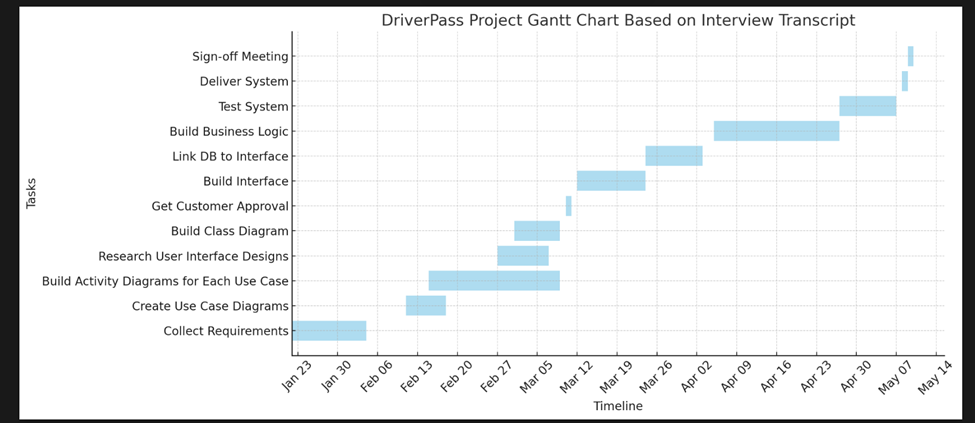 DriverPass Project Gantt Chart Based on Interview Transcript
Sign-off Meeting
Deliver System
Test System
Build Business Logic
Link DB to Interface
Build Interface
Get Customer Approval
Build Class Diagram
Research User Interface Designs
Build Activity Diagrams for Each Use Case
Create Use Case Diagrams
Collect Requirements
Tasks
Jan 23 Jan 30 Feb 06 Feb 13 Feb 20 Feb 27 Mar 05 Mar 12 Mar 19 Mar 26 Apr 02 Apr 09 Apr 16 Apr 23 Apr 30 May 07 May 14
Timeline